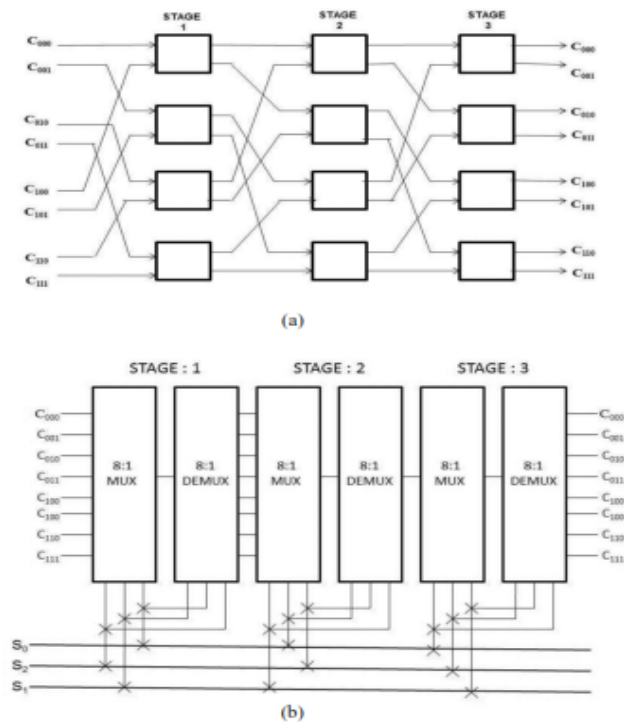 STAGE 1 STAGE 2 STAGE 3
C000 C000
C001 C001
C010 C010
C011 C011
C100 C100
C101 C101
C110 C110
C111 C111
(a)
STAGE : 1 STAGE : 2 STAGE : 3
C000 C000
C001 C001
C010 C010
C011 8:1 MUX 8:1 DEMUX 8:1 MUX 8:1 DEMUX 8:1 MUX 8:1 DEMUX C011
C100 C100
C100 C100
C110 C110
C111 C111
S0
S2
S1
(b)